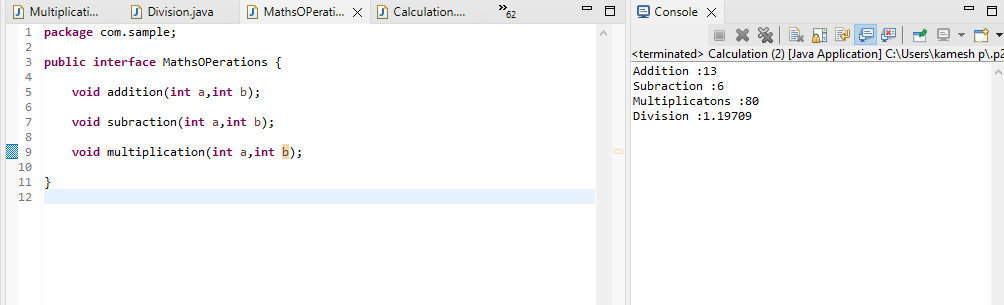 Multiplicati...
Division.java
MathsOPerati...
Calculation....
»62
Console
1 package com.sample;
2
3 public interface MathsOPerations {
4
5 void addition(int a,int b);
6
7 void subraction(int a,int b);
8
9 void multiplication(int a,int b);
10
11 }
12
<terminated> Calculation (2) [Java Application] C:\Users\kamesh p\.p2
Addition :13
Subraction :6
Multiplicatons :80
Division :1.19709